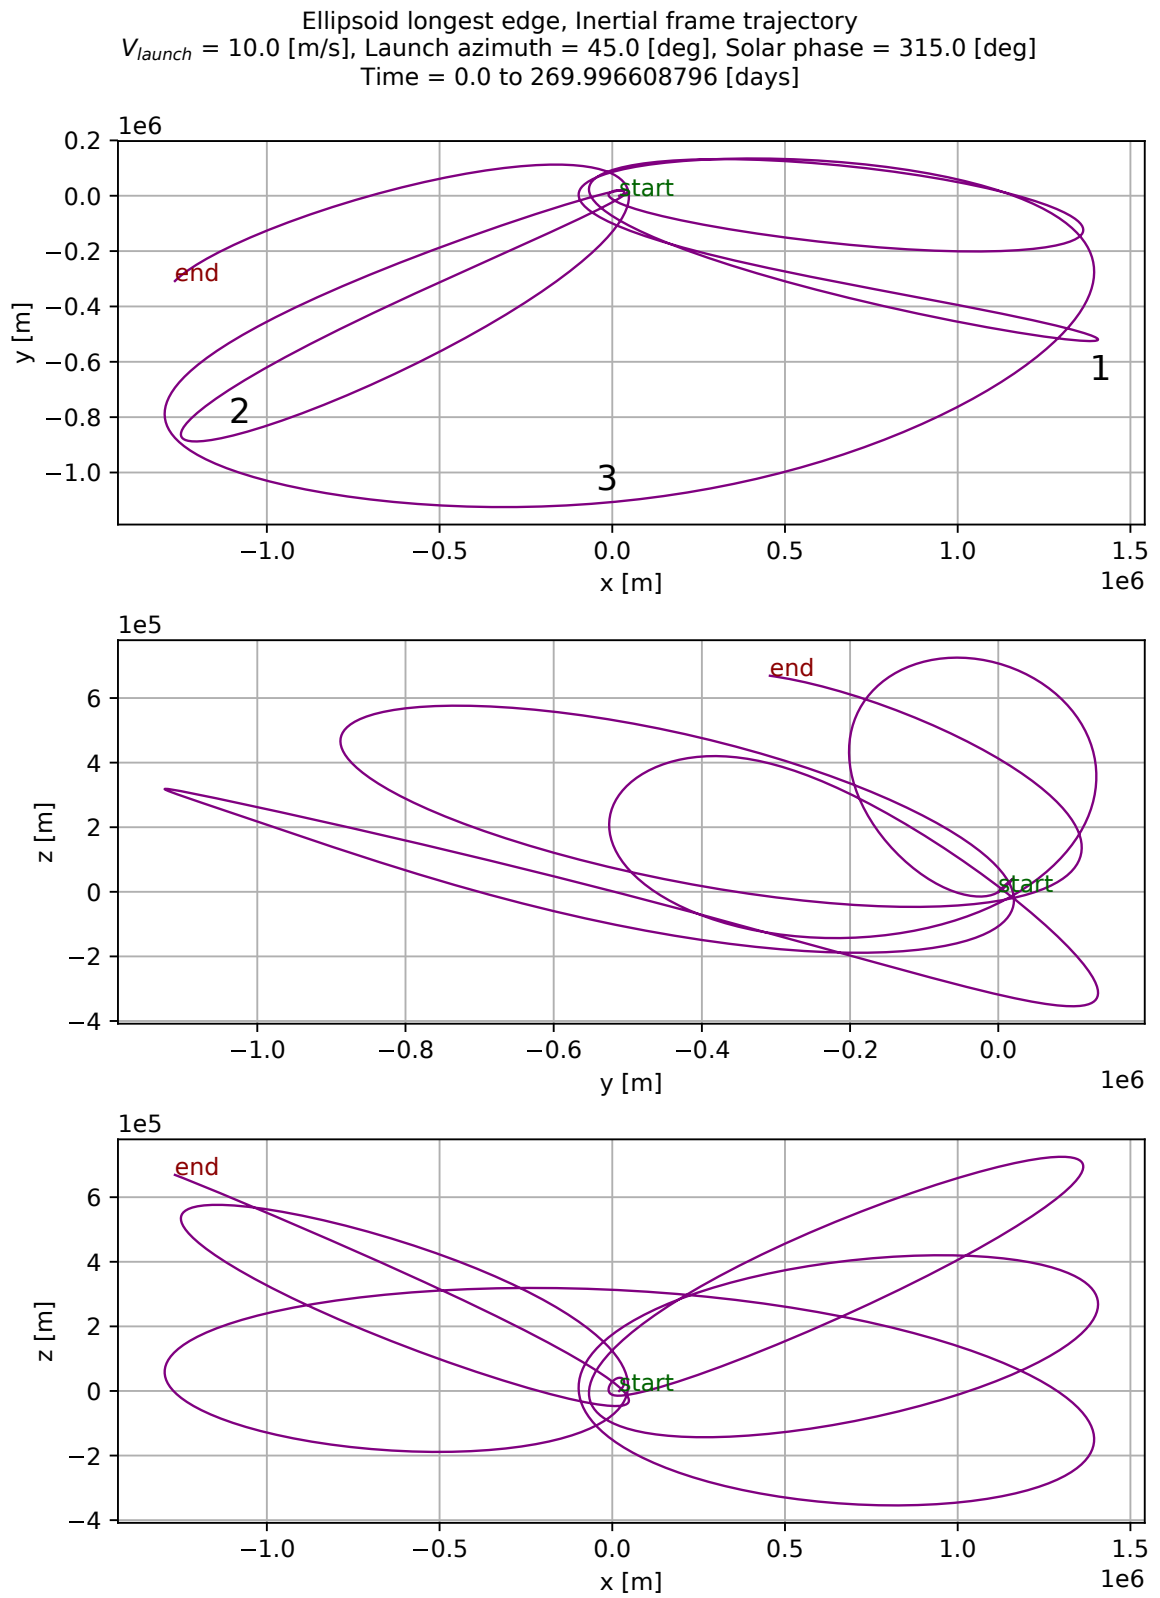 Ellipsoid longest edge, Inertial frame trajectory
V_launch = 10.0 [m/s], Launch azimuth = 45.0 [deg], Solar phase = 315.0 [deg]
Time = 0.0 to 269.996608796 [days]
1e6
0.2
0.0
−0.2
−0.4
−0.6
−0.8
−1.0
y [m]
start
end
1
2
3
−1.0
−0.5
0.0
0.5
1.0
1.5
x [m]
1e6
1e5
6
4
2
0
−2
−4
z [m]
end
start
−1.0
−0.8
−0.6
−0.4
−0.2
0.0
y [m]
1e6
1e5
6
4
2
0
−2
−4
z [m]
end
start
−1.0
−0.5
0.0
0.5
1.0
1.5
x [m]
1e6